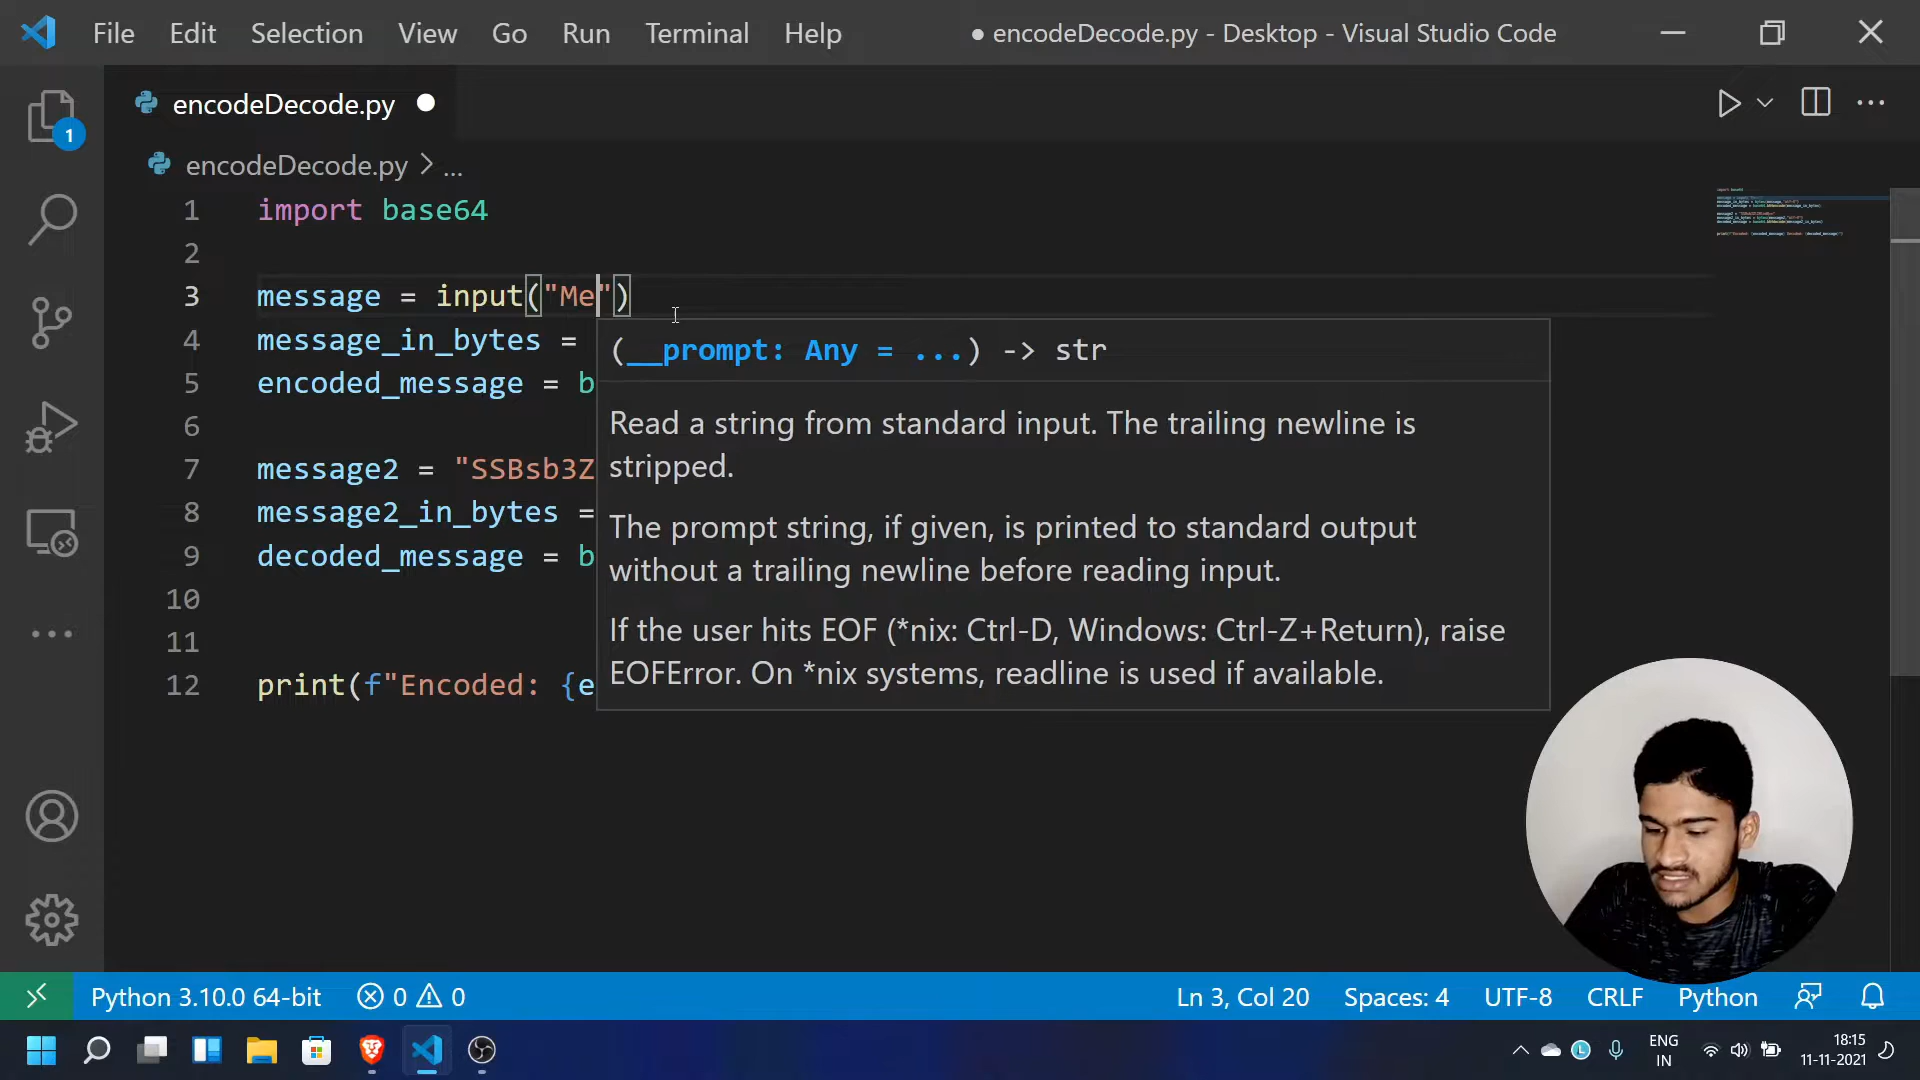 File Edit Selection View Go Run Terminal Help
● encodeDecode.py - Desktop - Visual Studio Code
encodeDecode.py
1
encodeDecode.py > ...
1 import base64
2
3 message = input("Me")
4 message_in_bytes =
5 encoded_message = b
6
7 message2 = "SSBsb3Z
8 message2_in_bytes =
9 decoded_message = b
10
11
12 print(f"Encoded: {e
(__prompt: Any = ...) -> str
Read a string from standard input. The trailing newline is
stripped.
The prompt string, if given, is printed to standard output
without a trailing newline before reading input.
If the user hits EOF (*nix: Ctrl-D, Windows: Ctrl-Z+Return), raise
EOFError. On *nix systems, readline is used if available.
Python 3.10.0 64-bit 0 0 Ln 3, Col 20 Spaces: 4 UTF-8 CRLF Python
ENG
IN
18:15
11-11-2021